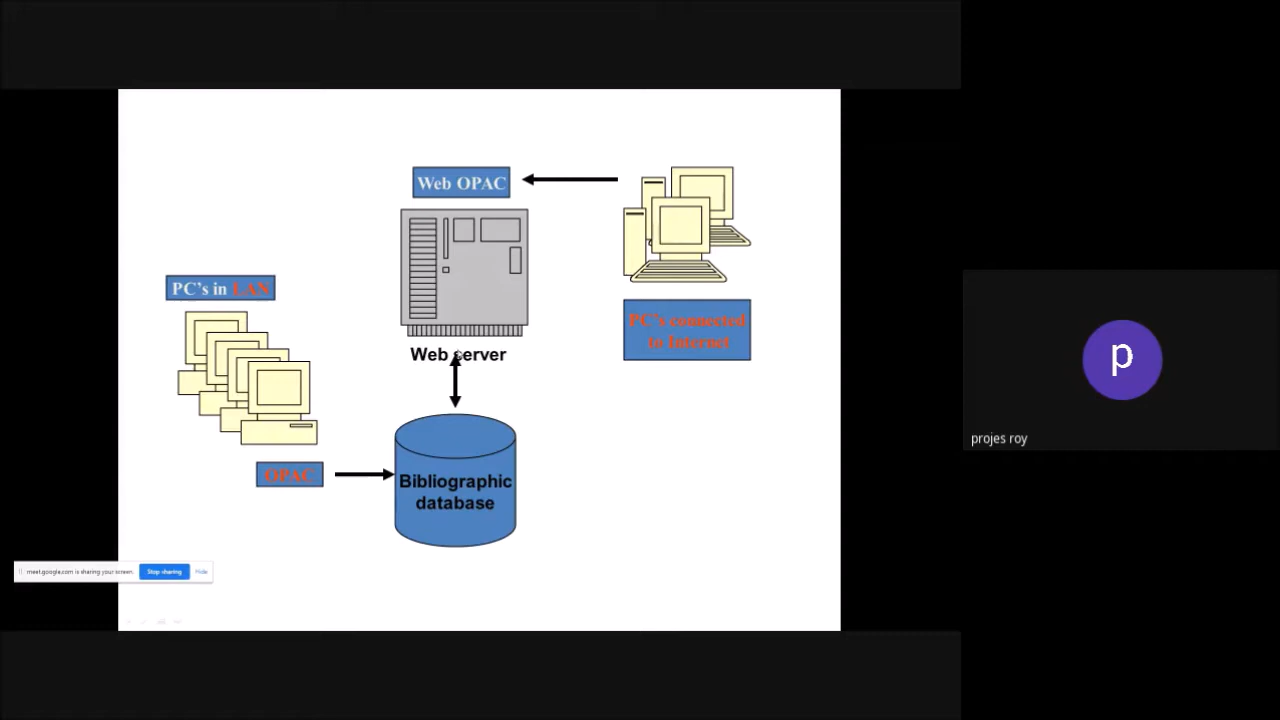 Web OPAC
PC's in LAN
PC's connected
to Internet
Web server
OPAC
Bibliographic
database
projes roy
p
meet.google.com is sharing your screen.
Stop sharing
Hide